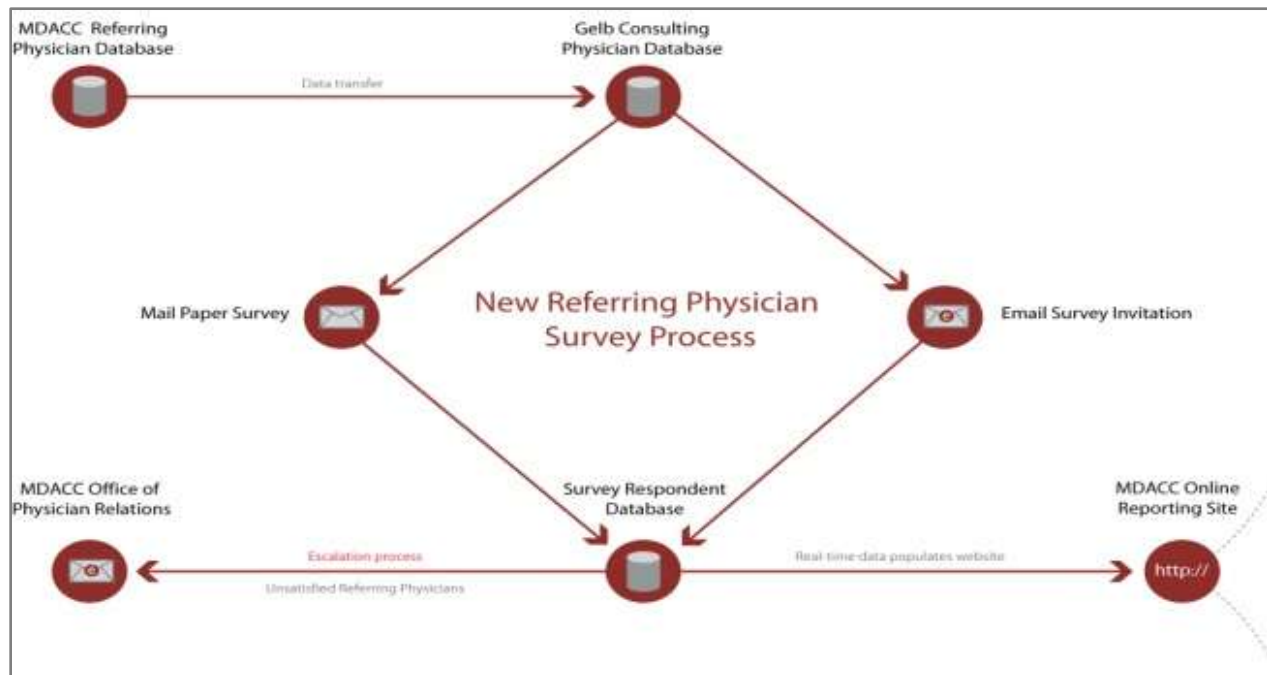 MDACC Referring
Physician Database
Gelb Consulting
Physician Database
Data transfer
Mail Paper Survey
New Referring Physician
Survey Process
Email Survey Invitation
MDACC Office of
Physician Relations
Survey Respondent
Database
MDACC Online
Reporting Site
Escalation process
Unsatisfied Referring Physicians
Real-time-data populates website
http://